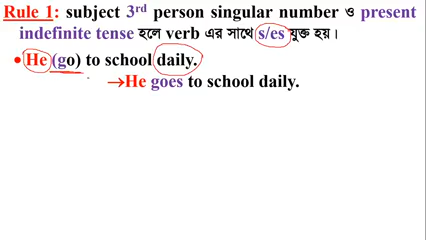 Rule 1: subject 3rd person singular number ও present
indefinite tense হলে verb এর সাথে s/es যুক্ত হয়।
• He (go) to school daily.
→He goes to school daily.